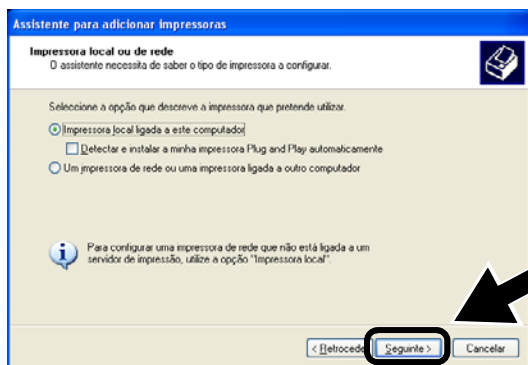 Assistente para adicionar impressoras
Impressora local ou de rede
O assistente necessita de saber o tipo de impressora a configurar.
Seleccione a opção que descreve a impressora que pretende utilizar.
Impressora local ligada a este computador
Detectar e instalar a minha impressora Plug and Play automaticamente
Um impressora de rede ou uma impressora ligada a outro computador
Para configurar uma impressora de rede que não está ligada a um
servidor de impressão, utilize a opção "Impressora local".
< Retrocede Seguinte > Cancelar